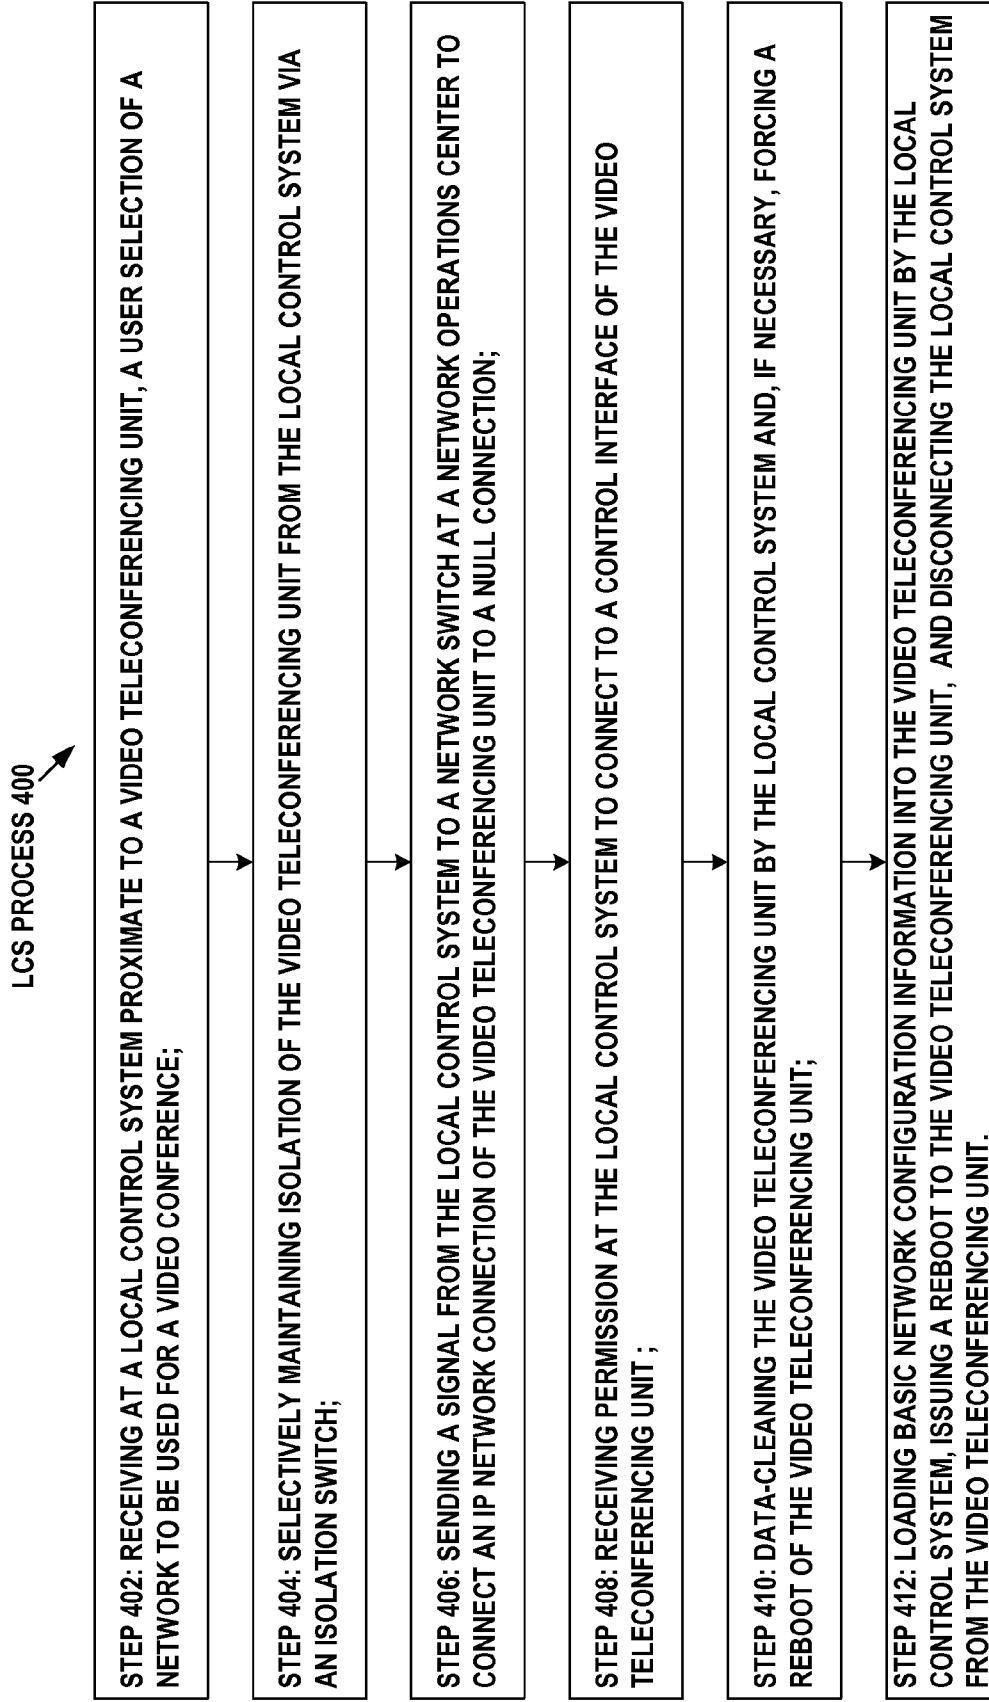 LCS PROCESS 400
STEP 402: RECEIVING AT A LOCAL CONTROL SYSTEM PROXIMATE TO A VIDEO TELECONFERENCING UNIT, A USER SELECTION OF A
NETWORK TO BE USED FOR A VIDEO CONFERENCE;
STEP 404: SELECTIVELY MAINTAINING ISOLATION OF THE VIDEO TELECONFERENCING UNIT FROM THE LOCAL CONTROL SYSTEM VIA
AN ISOLATION SWITCH;
STEP 406: SENDING A SIGNAL FROM THE LOCAL CONTROL SYSTEM TO A NETWORK SWITCH AT A NETWORK OPERATIONS CENTER TO
CONNECT AN IP NETWORK CONNECTION OF THE VIDEO TELECONFERENCING UNIT TO A NULL CONNECTION;
STEP 408: RECEIVING PERMISSION AT THE LOCAL CONTROL SYSTEM TO CONNECT TO A CONTROL INTERFACE OF THE VIDEO
TELECONFERENCING UNIT ;
STEP 410: DATA-CLEANING THE VIDEO TELECONFERENCING UNIT BY THE LOCAL CONTROL SYSTEM AND, IF NECESSARY, FORCING A
REBOOT OF THE VIDEO TELECONFERENCING UNIT;
STEP 412: LOADING BASIC NETWORK CONFIGURATION INFORMATION INTO THE VIDEO TELECONFERENCING UNIT BY THE LOCAL
CONTROL SYSTEM, ISSUING A REBOOT TO THE VIDEO TELECONFERENCING UNIT, AND DISCONNECTING THE LOCAL CONTROL SYSTEM
FROM THE VIDEO TELECONFERENCING UNIT.